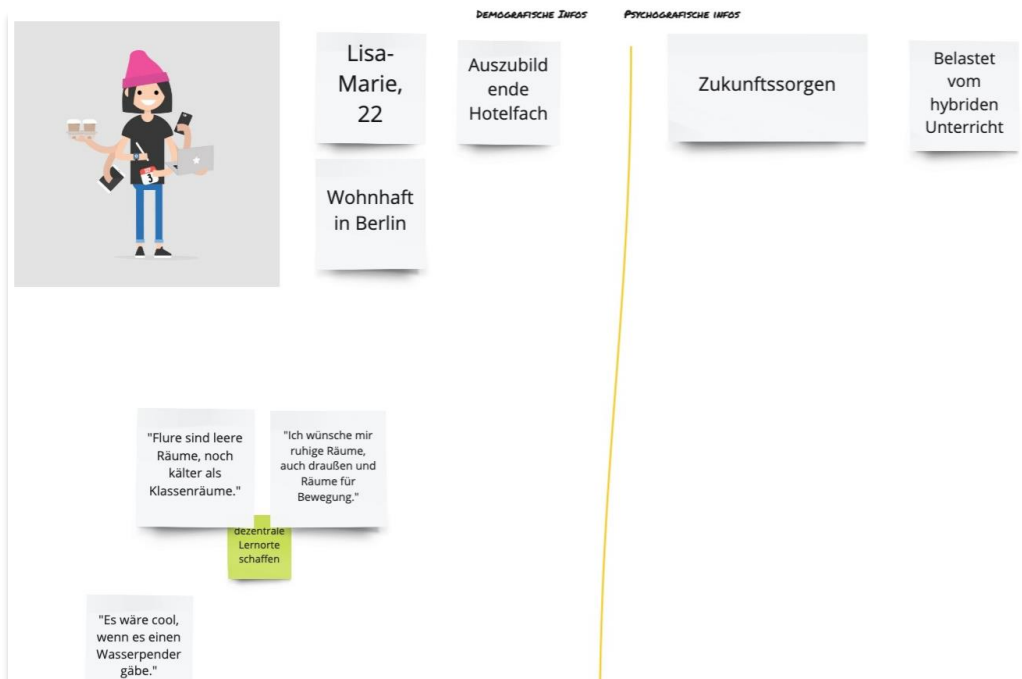 DEMOGRAFISCHE INFOS
PSYCHOGRAFISCHE INFOS
Lisa-
Marie,
22
Auszubild
ende
Hotelfach
Zukunftssorgen
Belastet
vom
hybriden
Unterricht
Wohnhaft
in Berlin
3
"Flure sind leere
Räume, noch
kälter als
Klassenräume."
"Ich wünsche mir
ruhige Räume,
auch draußen und
Räume für
Bewegung."
dezentrale
Lernorte
schaffen
"Es wäre cool,
wenn es einen
Wasserpender
gäbe."